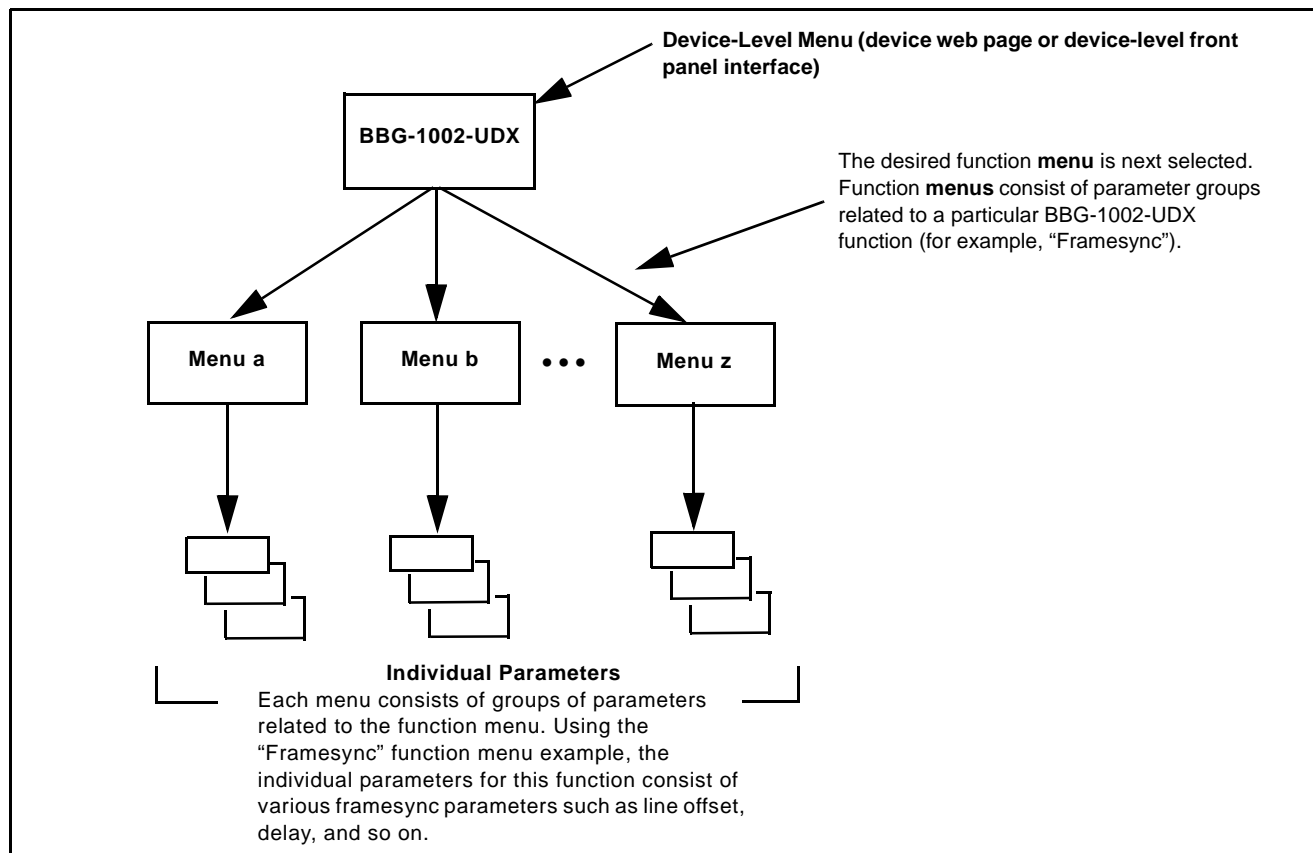 Device-Level Menu (device web page or device-level front
panel interface)
BBG-1002-UDX
The desired function menu is next selected.
Function menus consist of parameter groups
related to a particular BBG-1002-UDX
function (for example, “Framesync”).
Menu a
Menu b
•••
Menu z
Individual Parameters
Each menu consists of groups of parameters
related to the function menu. Using the
“Framesync” function menu example, the
individual parameters for this function consist of
various framesync parameters such as line offset,
delay, and so on.